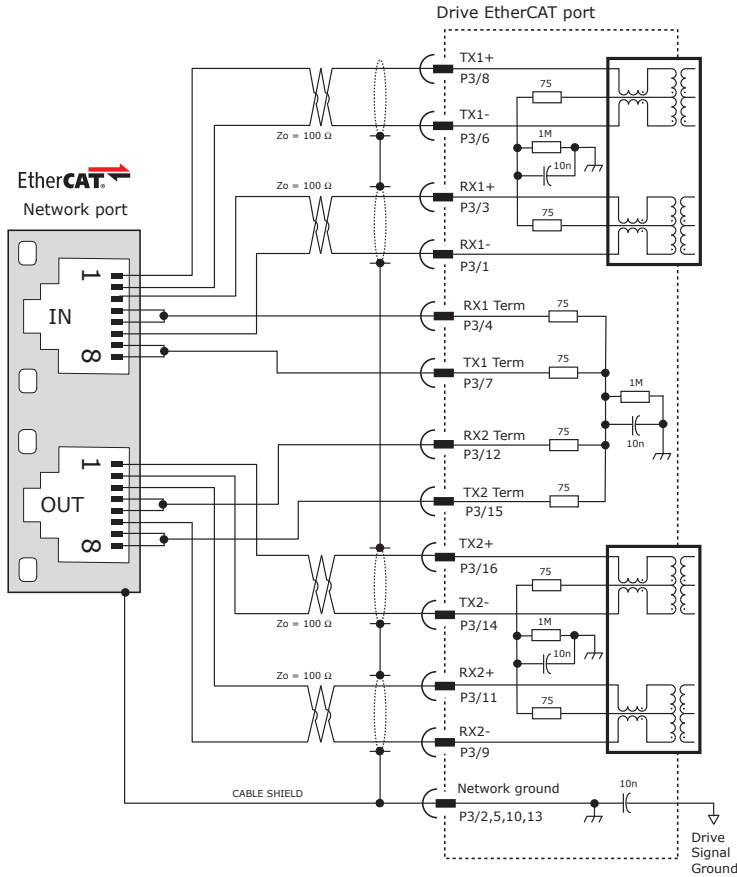 Drive EtherCAT port
TX1+
P3/8
75
TX1-
P3/6
1M
10n
Zo = 100 Ω
EtherCAT®
Network port
Zo = 100 Ω
RX1+
P3/3
75
RX1-
P3/1
1
IN
8
RX1 Term
P3/4
75
TX1 Term
P3/7
75
1M
10n
RX2 Term
P3/12
75
TX2 Term
P3/15
75
1
OUT
8
TX2+
P3/16
75
TX2-
P3/14
1M
10n
Zo = 100 Ω
Zo = 100 Ω
RX2+
P3/11
75
RX2-
P3/9
CABLE SHIELD
Network ground
P3/2,5,10,13
10n
Drive
Signal
Ground